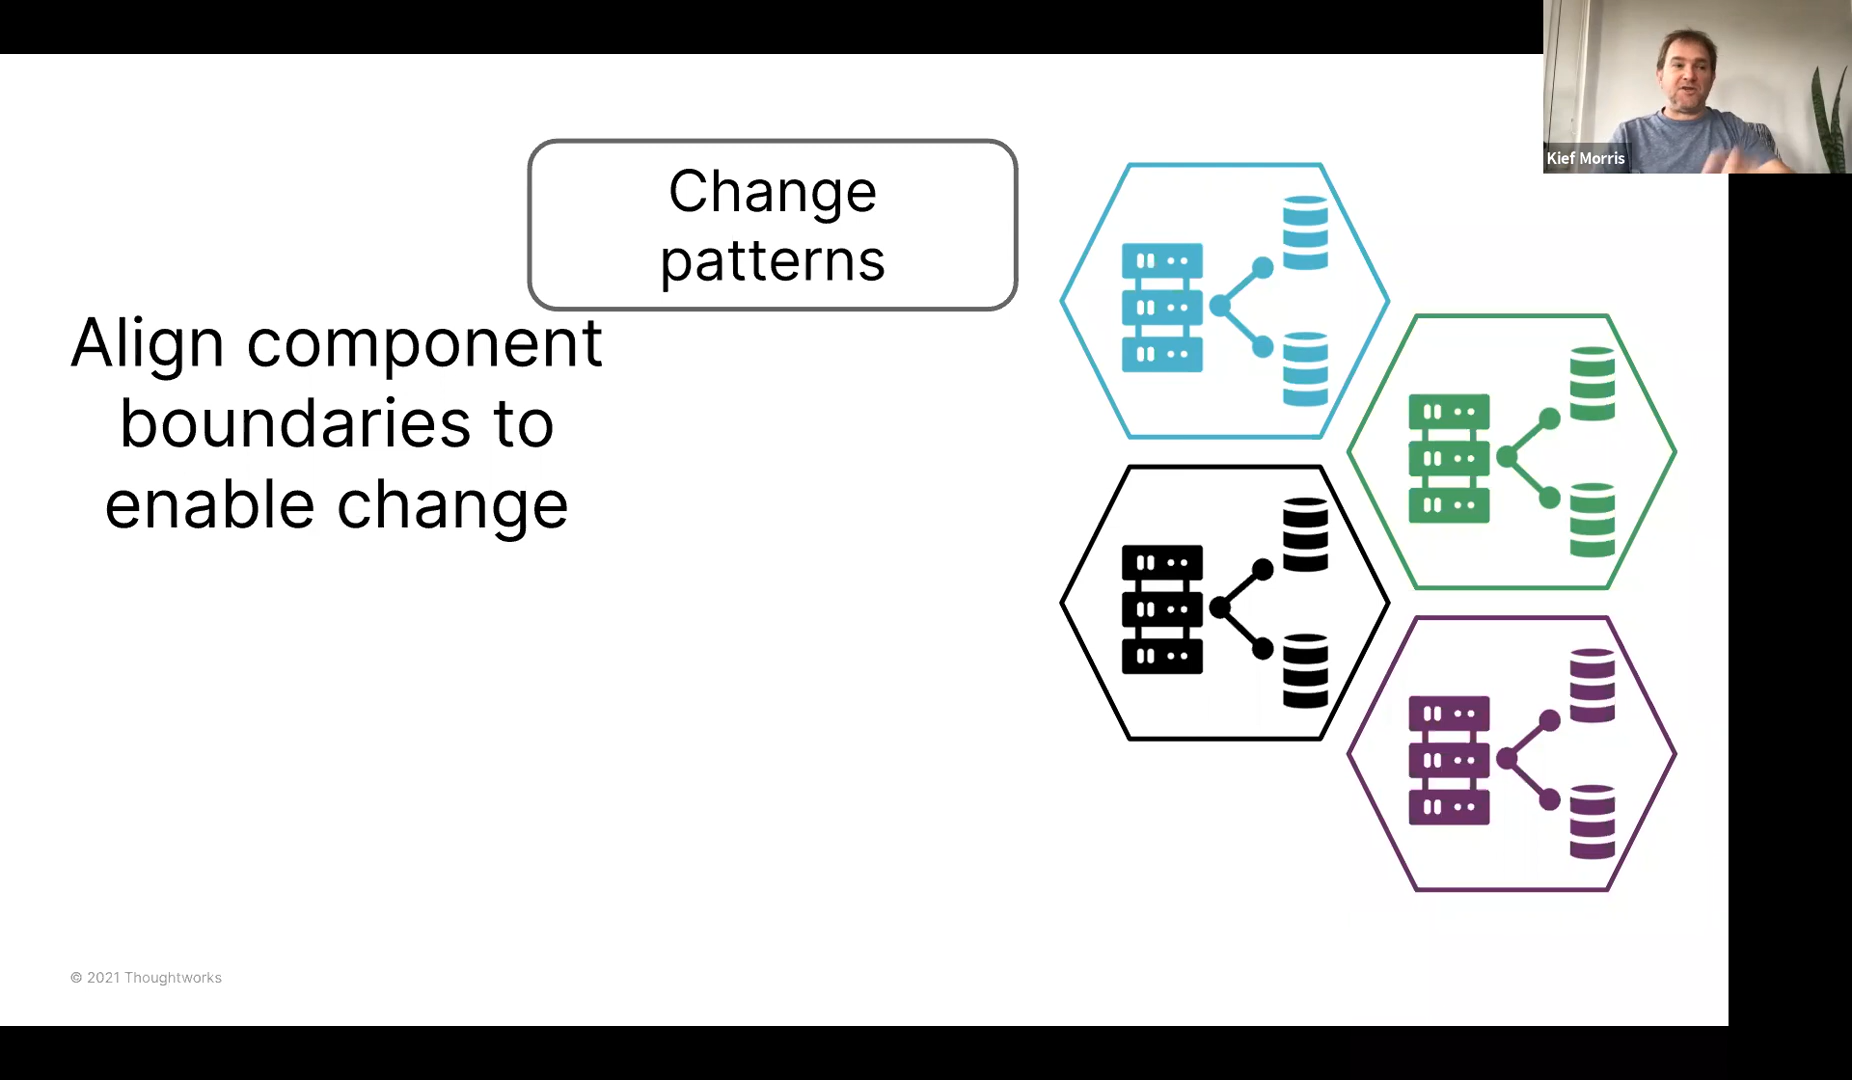 Kief Morris
Change
patterns
Align component
boundaries to
enable change
© 2021 Thoughtworks